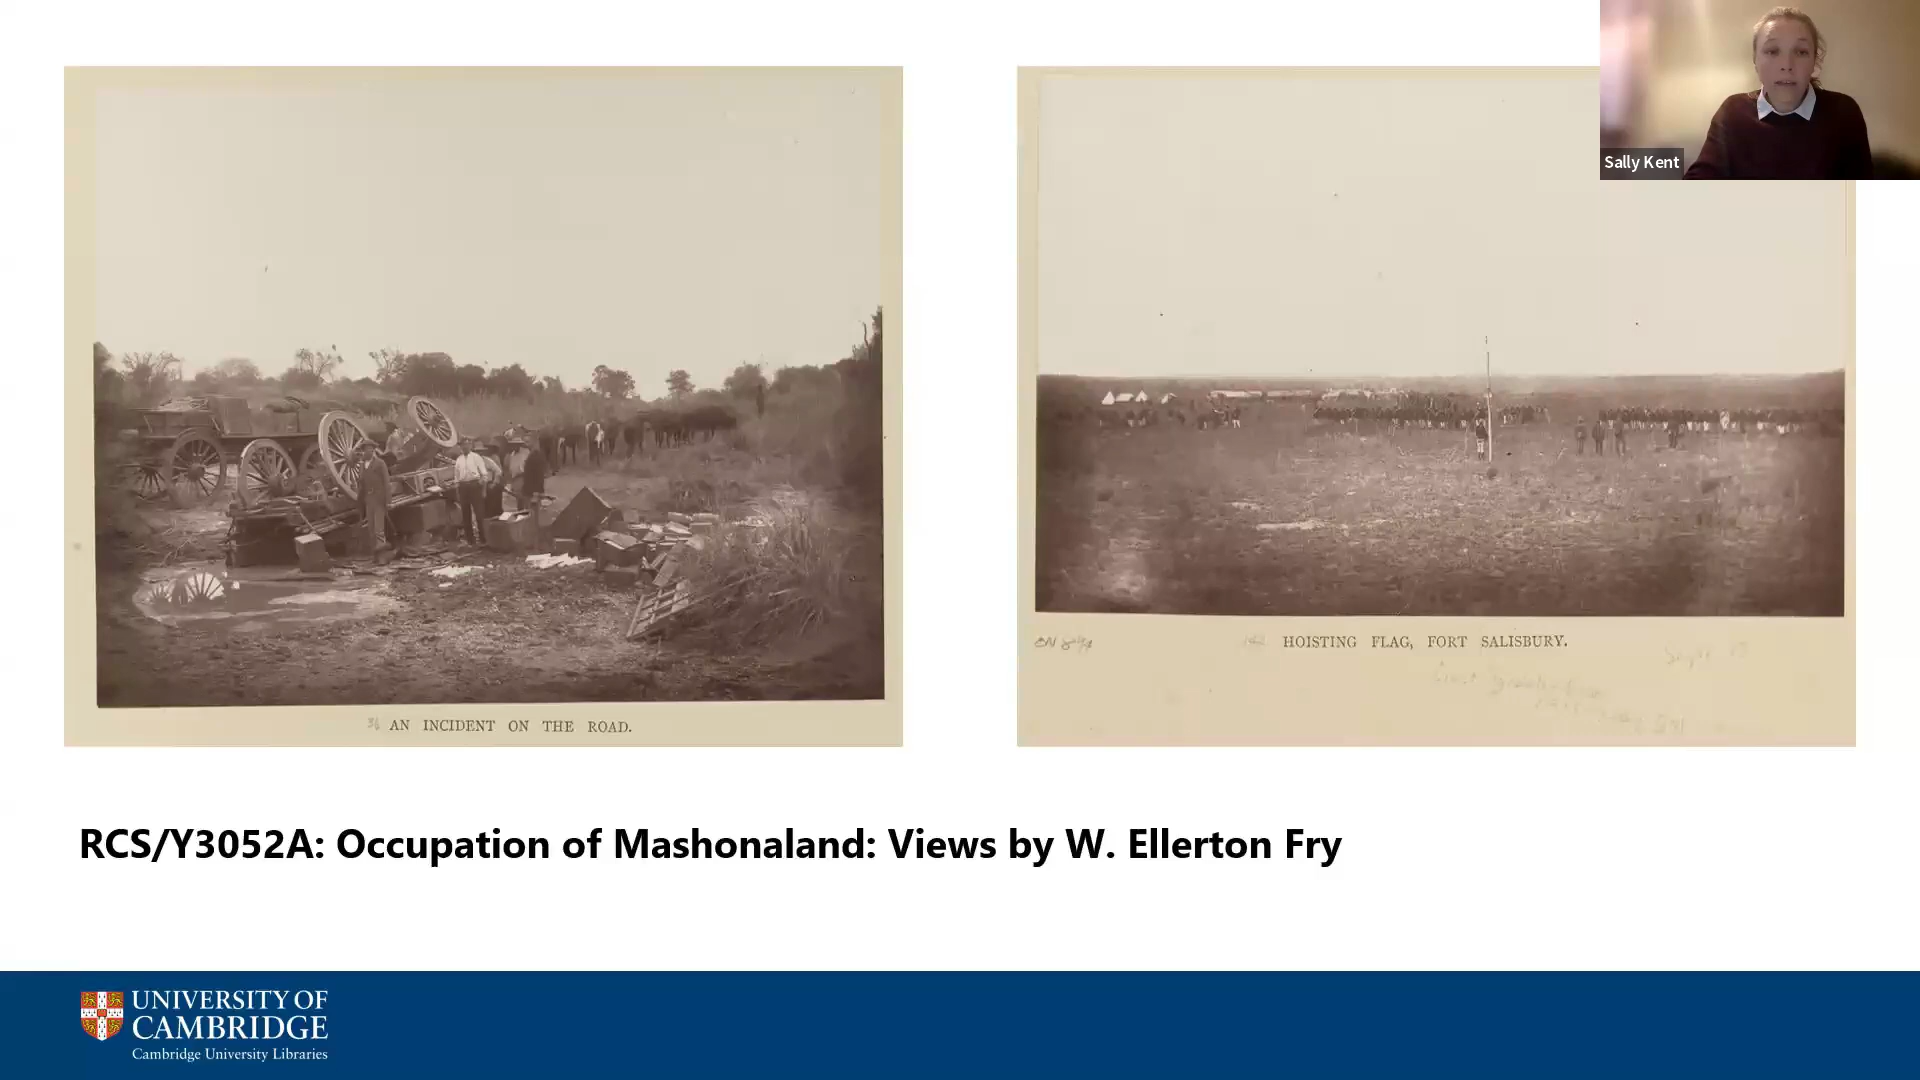 Sally Kent
36 AN INCIDENT ON THE ROAD.
HOISTING FLAG, FORT SALISBURY.
RCS/Y3052A: Occupation of Mashonaland: Views by W. Ellerton Fry
UNIVERSITY OF
CAMBRIDGE
Cambridge University Libraries